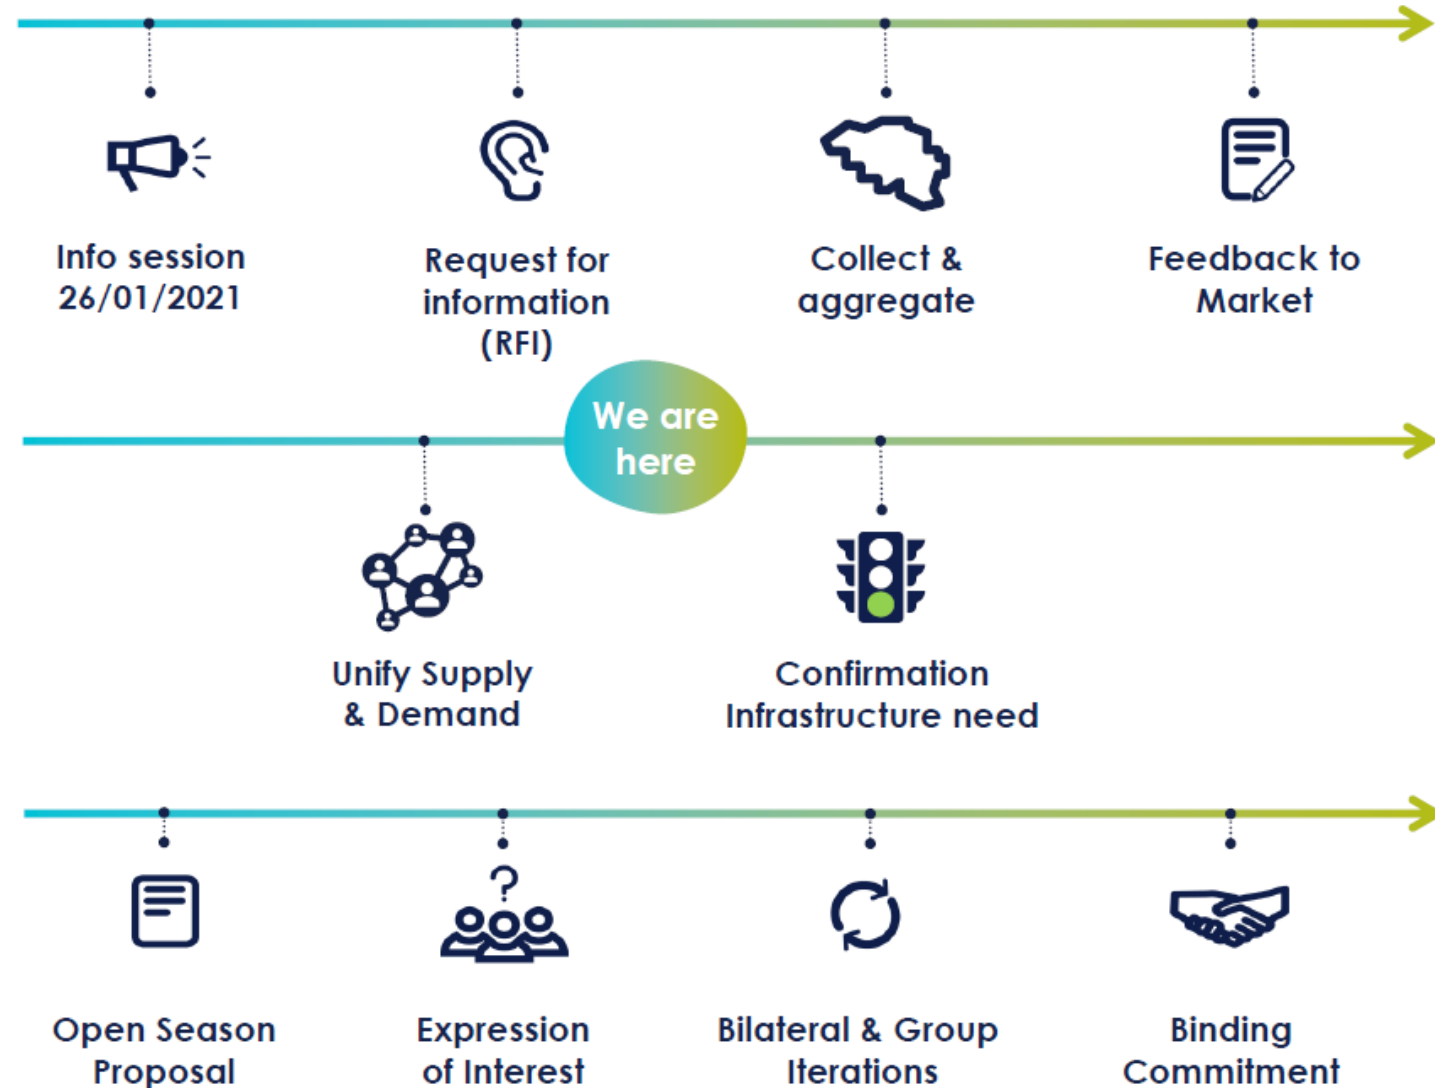 Info session
26/01/2021
Request for
information
(RFI)
Collect &
aggregate
Feedback to
Market
We are
here
Unify Supply
& Demand
Confirmation
Infrastructure need
Open Season
Proposal
Expression
of Interest
Bilateral & Group
Iterations
Binding
Commitment